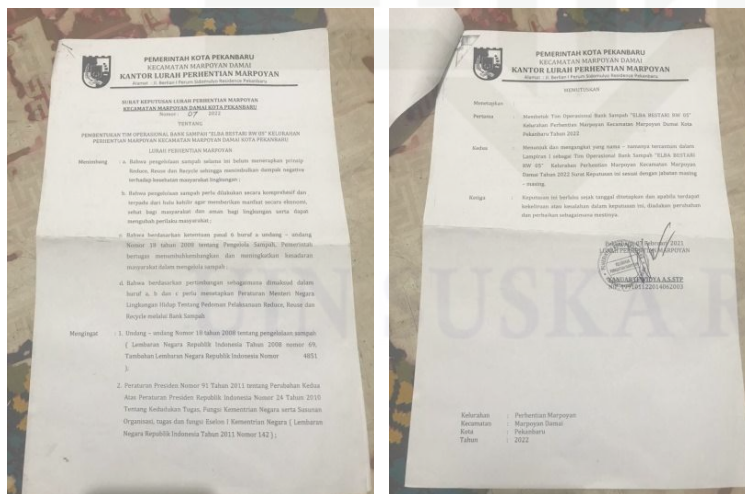 PEMERINTAH KOTA PEKANBARU
KECAMATAN MARPOYAN DAMAI
KANTOR LURAH PERHENTIAN MARPOYAN
SURAT KEPUTUSAN LURAH PERHENTIAN MARPOYAN
KECAMATAN MARPOYAN DAMAI KOTA PEKANBARU
Nomor : 07 2022
TENTANG
PEMBENTUKAN TIM OPERASIONAL BANK SAMPAH "ELBA BESTARI RW 05" KELURAHAN
PERHENTIAN MARPOYAN KECAMATAN MARPOYAN DAMAI KOTA PEKANBARU
LURAH PERHENTIAN MARPOYAN
Menimbang : a. Bahwa pengelolaan sampah selama ini belum menerapkan prinsip
Reduse, Reuse dan Recycle sehingga menimbulkan dampak negative
terhadap kesehatan masyarakat lingkungan ;
b. Bahwa pengelolaan sampah perlu dilakukan secara komprehensif dan
terpadu dari hulu kehilir agar memberikan manfaat secara ekonomi,
sehat bagi masyarakat dan aman bagi lingkungan serta dapat
mengubah perilaku masyarakat ;
c. Bahwa berdasarkan ketentuan pasal 6 huruf a undang – undang
Nomor 18 tahun 2008 tentang Pengelola Sampah, Pemerintah
bertugas menumbuhkembangkan dan meningkatkan kesadaran
masyarakat dalam mengelola sampah
d. Bahwa berdasarkan pertimbangan sebagaimana dimaksud dalam
huruf a, b dan c perlu menetapkan Peraturan Menteri Negara
Lingkungan Hidup Tentang Pedoman Pelaksanaan Reduce, Reuse dan
Recycle melalui Bank Sampah
Mengingat : 1. Undang – undang Nomor 18 tahun 2008 tentang pengelolaan sampah
( Lembaran Negara Republik Indonesia Tahun 2008 nomor 69,
Tambahan Lembaran Negara Republik Indonesia Nomor 4851
);
2. Peraturan Presiden Nomor 91 Tahun 2011 tentang Perubahan Kedua
Atas Peraturan Presiden Republik Indonesia Nomor 24 Tahun 2010
Tentang Kedudukan Tugas, Fungsi Kementrian Negara serta Susunan
Organisasi, tugas dan fungsi Eselon I Kementrian Negara ( Lembaran
Negara Republik Indonesia Tahun 2011 Nomor 142 ) ;
PEMERINTAH KOTA PEKANBARU
KECAMATAN MARPOYAN DAMAI
KANTOR LURAH PERHENTIAN MARPOYAN
MEMUTUSKAN
Menetapkan
Pertama : Membentuk Tim Operasional Bank Sampah "ELBA BESTARI RW 05"
Kelurahan Perhentian Marpoyan Kecamatan Marpoyan Damai Kota
Pekanbaru Tahun 2022
Kedua : Menunjuk dan mengangkat yang nama – namanya tercantum dalam
Lampiran I sebagai Tim Operasional Bank Sampah "ELBA BESTARI
RW 05" Kelurahan Perhentian Marpoyan Kecamatan Marpoyan
Damai Tahun 2022 Surat Keputusan ini sesuai dengan jabatan masing
– masing.
Ketiga : Keputusan ini berlaku sejak tanggal ditetapkan dan apabila terdapat
kekeliruan atau kesalahan dalam keputusan ini, diadakan perubahan
dan perbaikan sebagaimana mestinya.
Pekanbaru, 07 Februari 2021
LURAH PERHENTIAN MARPOYAN
Kelurahan : Perhentian Marpoyan
Kecamatan : Marpoyan Damai
Kota : Pekanbaru
Tahun : 2022